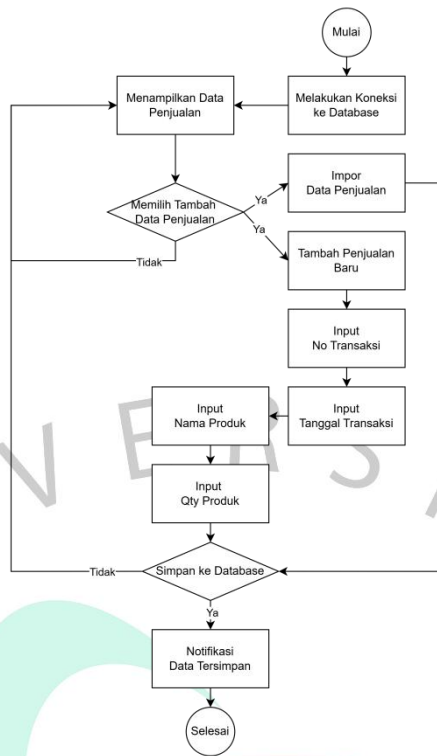 Mulai
Melakukan Koneksi
ke Database
Menampilkan Data
Penjualan
Memilih Tambah
Data Penjualan
Ya
Ya
Tidak
Impor
Data Penjualan
Tambah Penjualan
Baru
Input
No Transaksi
Input
Tanggal Transaksi
Input
Nama Produk
Input
Qty Produk
Simpan ke Database
Tidak
Ya
Notifikasi
Data Tersimpan
Selesai
V E R S